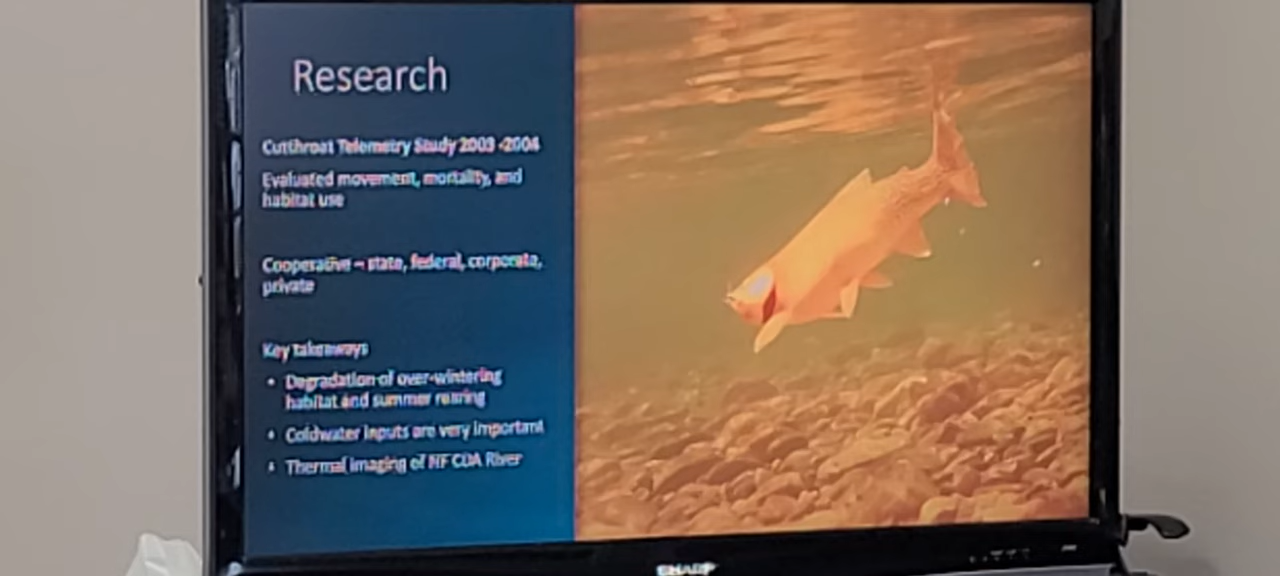 Research
Cutthroat Telemetry Study 2003 -2004
Evaluated movement, mortality, and
habitat use
Cooperative – state, federal, corporate,
private
Key takeaways
• Degradation of over-wintering
habitat and summer rearing
• Coldwater inputs are very important
• Thermal imaging of NF CDA River
SHARP